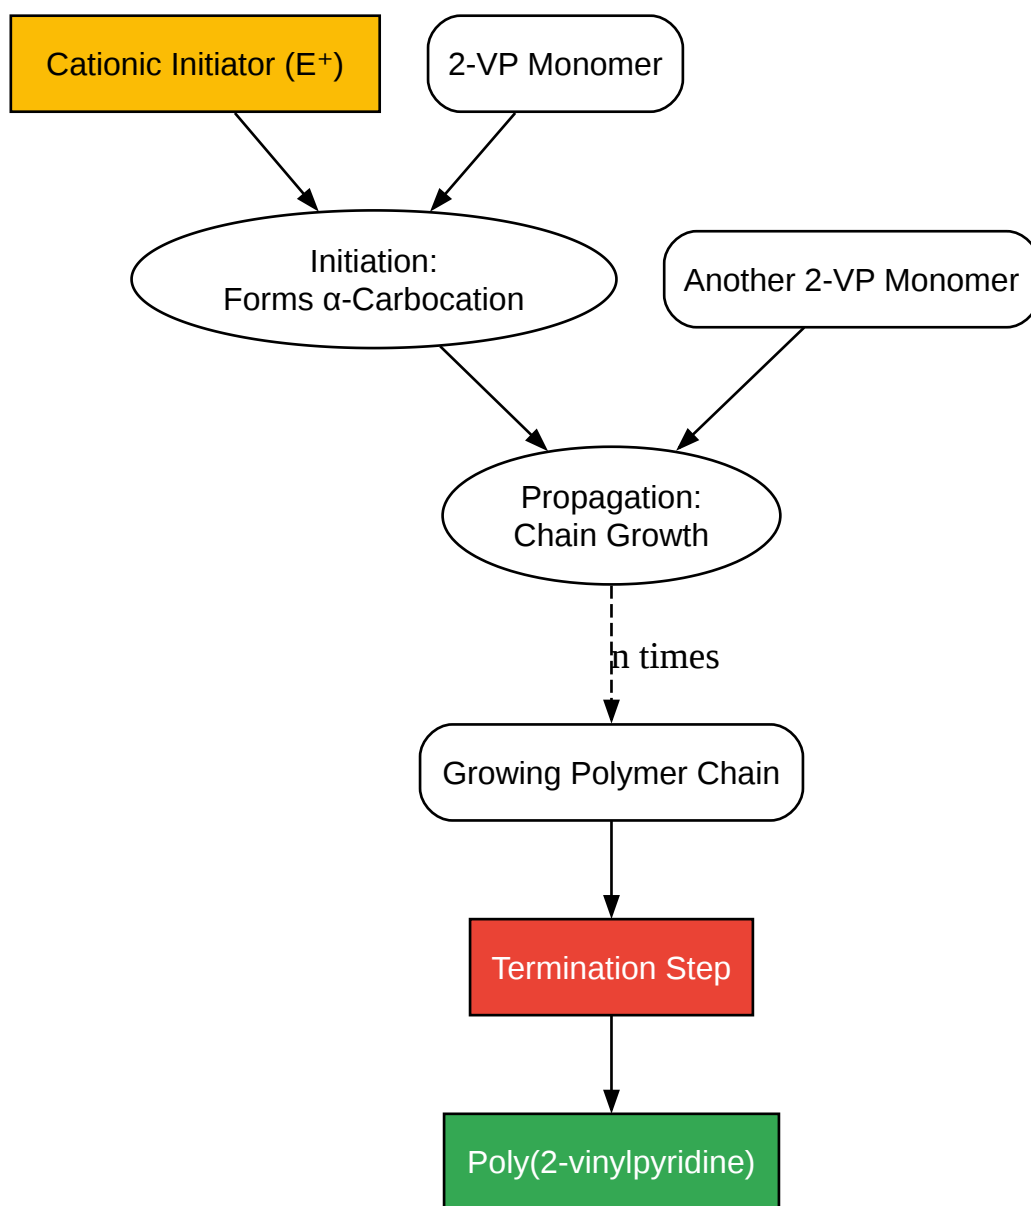 Cationic Initiator (E⁺)
2-VP Monomer
Initiation:
Forms α-Carbocation
Another 2-VP Monomer
Propagation:
Chain Growth
n times
Growing Polymer Chain
Termination Step
Poly(2-vinylpyridine)